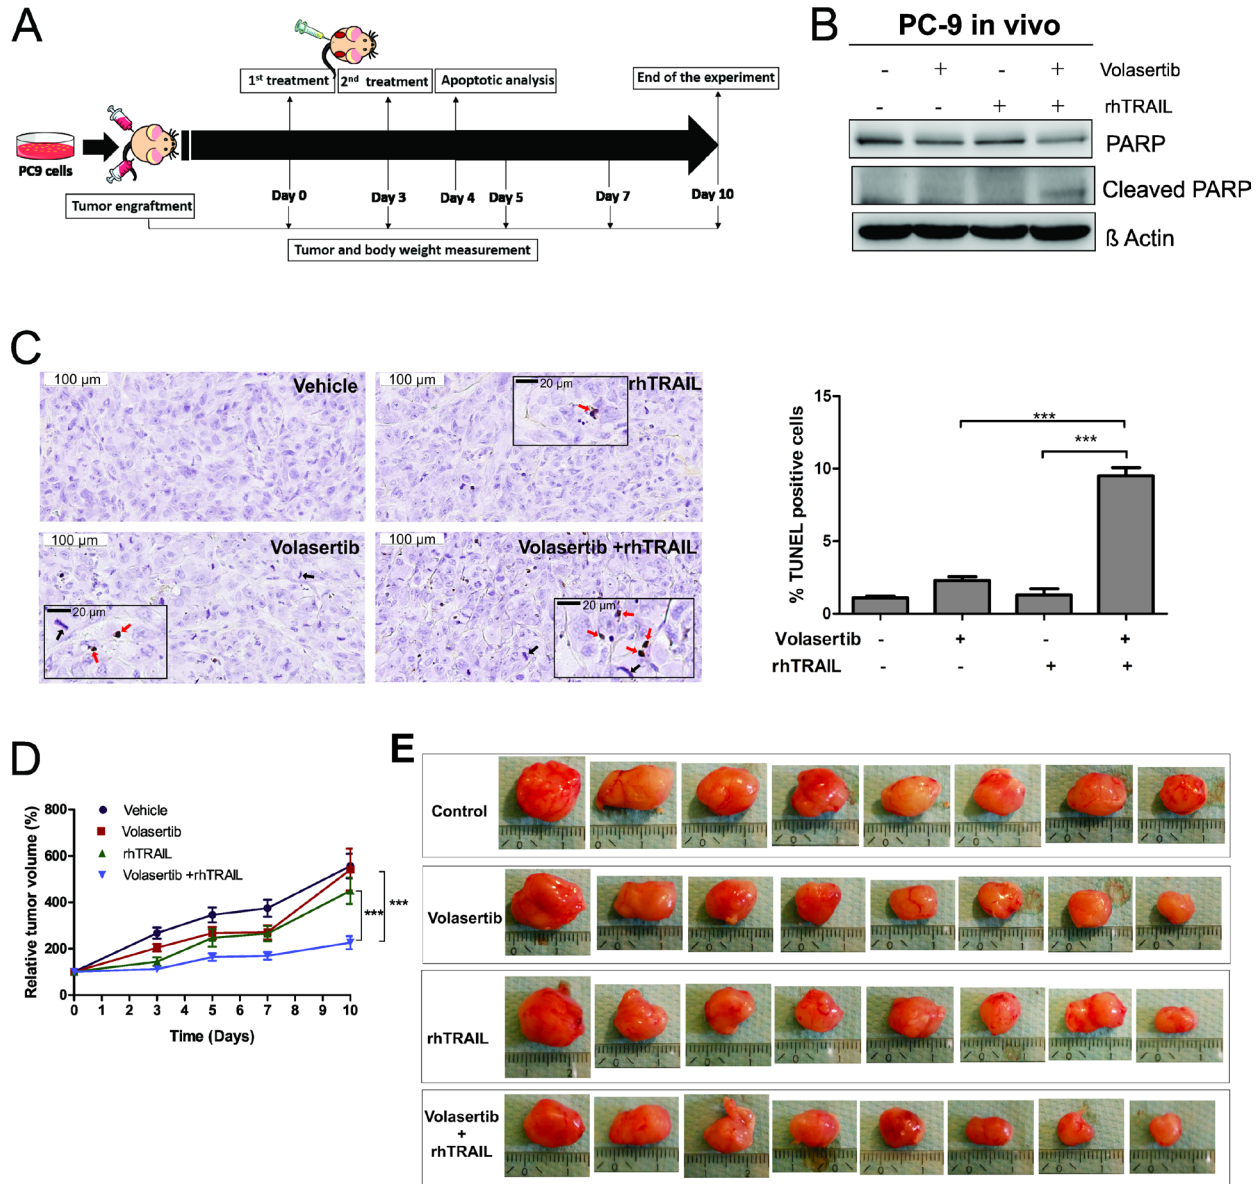 A
1st treatment
2nd treatment
Apoptotic analysis
End of the experiment
PC9 cells
Tumor engraftment
Day 0
Day 3
Day 4
Day 5
Day 7
Day 10
Tumor and body weight measurement
B
PC-9 in vivo
- + - + Volasertib
- - + + rhTRAIL
PARP
Cleaved PARP
ß Actin
C
100 µm
Vehicle
100 µm
20 µm
rhTRAIL
100 µm
Volasertib
20 µm
100 µm
Volasertib +rhTRAIL
20 µm
% TUNEL positive cells
15
10
5
0
***
***
Volasertib - + - +
rhTRAIL - - + +
D
Relative tumor volume (%)
800
600
400
200
0
Vehicle
Volasertib
rhTRAIL
Volasertib +rhTRAIL
***
***
0 1 2 3 4 5 6 7 8 9 10
Time (Days)
E
Control
Volasertib
rhTRAIL
Volasertib
+
rhTRAIL